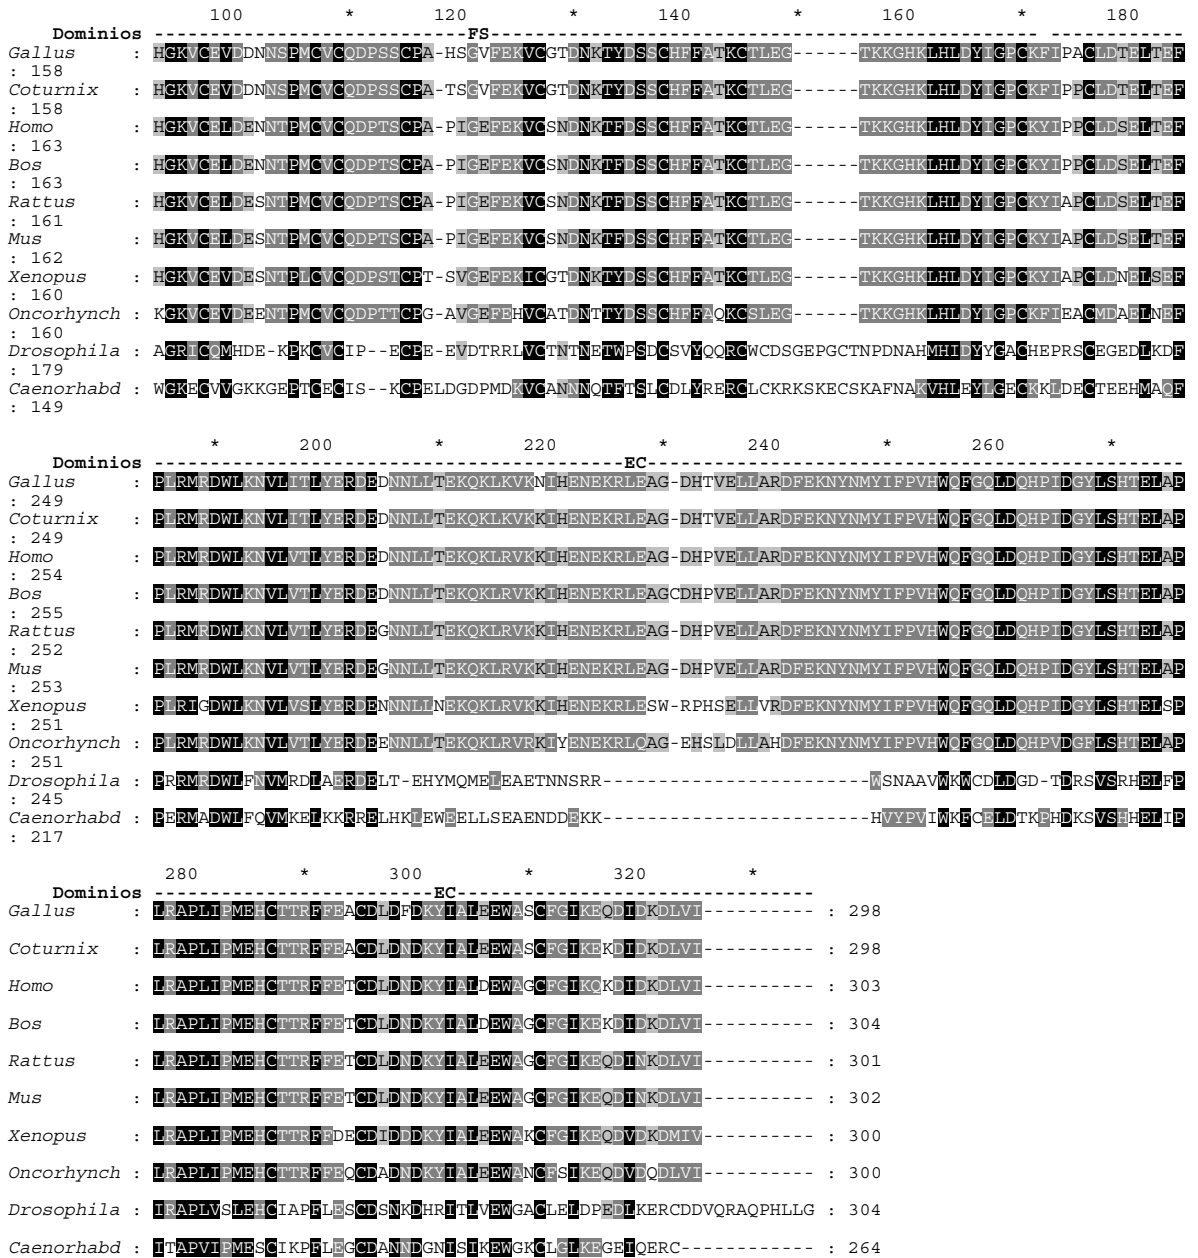 100 * 120 * 140 * 160 * 180
Dominios ----------------------------FS------------------------------------------------- ------------
Gallus : HGKVCEVDDNNSPMCVCQDPSSCPA-HSGVFEKVCGTDNKTYDSSCHFFATKCTLEG------TKKGHKLHLDYIGPCKFIPACLDTELTEF
: 158
Coturnix : HGKVCEVDDNNSPMCVCQDPSSCPA-TSGVFEKVCGTDNKTYDSSCHFFATKCTLEG------TKKGHKLHLDYIGPCKFIPPCLDTELTEF
: 158
Homo : HGKVCELDENNTPMCVCQDPTSCPA-PIGEFEKVCSNDNKTFDSSCHFFATKCTLEG------TKKGHKLHLDYIGPCKYIPPCLDSELTEF
: 163
Bos : HGKVCELDENNTPMCVCQDPTSCPA-PIGEFEKVCSNDNKTFDSSCHFFATKCTLEG------TKKGHKLHLDYIGPCKYIPPCLDSELTEF
: 163
Rattus : HGKVCELDESNTPMCVCQDPTSCPA-PIGEFEKVCSNDNKTFDSSCHFFATKCTLEG------TKKGHKLHLDYIGPCKYIAPCLDSELTEF
: 161
Mus : HGKVCELDESNTPMCVCQDPTSCPA-PIGEFEKVCSNDNKTFDSSCHFFATKCTLEG------TKKGHKLHLDYIGPCKYIAPCLDSELTEF
: 162
Xenopus : HGKVCEVDESNTPLCVCQDPSTCPT-SVGEFEKICGTDNKTYDSSCHFFATKCTLEG------TKKGHKLHLDYIGPCKYIAPCLDNELSEF
: 160
Oncorhynch : KGKVCEVDEENTPMCVCQDPTTCPG-AVGEFEHVCATDNTTYDSSCHFFAQKCSLEG------TKKGHKLHLDYIGPCKFIEACMDAELNEF
: 160
Drosophila : AGRICQMHDE-KPKCVCIP--ECPE-EVDTRRLVCTNTNETWPSDCSVYQQRCWCDSGEPGCTNPDNAHMHIDYYGACHEPRSCEGEDLKDF
: 179
Caenorhabd : WGKECVVGKKGEPTCECIS--KCPELDGDPMDKVCANNNQTFTSLCDLYRERCLCKRKSKECSKAFNAKVHLEYLGECKKLDECTEEHMAQF
: 149
* 200 * 220 * 240 * 260 *
Dominios ------------------------------------------EC------------------------------------------------
Gallus : PLRMRDWLKNVLITLYERDEDNNLLTEKQKLKVKNIHENEKRLEAG-DHTVELLARDFEKNYNMYIFPVHWQFGQLDQHPIDGYLSHTELAP
: 249
Coturnix : PLRMRDWLKNVLITLYERDEDNNLLTEKQKLKVKKIHENEKRLEAG-DHTVELLARDFEKNYNMYIFPVHWQFGQLDQHPIDGYLSHTELAP
: 249
Homo : PLRMRDWLKNVLVTLYERDEDNNLLTEKQKLRVKKIHENEKRLEAG-DHPVELLARDFEKNYNMYIFPVHWQFGQLDQHPIDGYLSHTELAP
: 254
Bos : PLRMRDWLKNVLVTLYERDEDNNLLTEKQKLRVKKIHENEKRLEAGCDHPVELLARDFEKNYNMYIFPVHWQFGQLDQHPIDGYLSHTELAP
: 255
Rattus : PLRMRDWLKNVLVTLYERDEGNNLLTEKQKLRVKKIHENEKRLEAG-DHPVELLARDFEKNYNMYIFPVHWQFGQLDQHPIDGYLSHTELAP
: 252
Mus : PLRMRDWLKNVLVTLYERDEGNNLLTEKQKLRVKKIHENEKRLEAG-DHPVELLARDFEKNYNMYIFPVHWQFGQLDQHPIDGYLSHTELAP
: 253
Xenopus : PLRIGDWLKNVLVSLYERDENNNLLNEKQKLRVKKIHENEKRLESW-RPHSELLVRDFEKNYNMYIFPVHWQFGQLDQHPIDGYLSHTELSP
: 251
Oncorhynch : PLRMRDWLKNVLVTLYERDEENNLLTEKQKLRVRKIYENEKRLQAG-EHSLDLLAHDFEKNYNMYIFPVHWQFGQLDQHPVDGFLSHTELAP
: 251
Drosophila : PRRMRDWLFNVMRDLAERDELT-EHYMQMELEAETNNSRR----------------------WSNAAVWKWCDLDGD-TDRSVSRHELFP
: 245
Caenorhabd : PERMADWLFQVMKELKKRRELHKLEWEELLSEAENDDEKK----------------------HVYPVIWKFCELDTKPHDKSVSHHELIP
: 217
280 * 300 * 320 *
Dominios -------------------------EC--------------------------------
Gallus : LRAPLIPMEHCTTRFFEACDLDFDKYIALEEWASCFGIKEQDIDKDLVI---------- : 298
Coturnix : LRAPLIPMEHCTTRFFEACDLDNDKYIALEEWASCFGIKEKDIDKDLVI---------- : 298
Homo : LRAPLIPMEHCTTRFFETCDLDNDKYIALDEWAGCFGIKQKDIDKDLVI---------- : 303
Bos : LRAPLIPMEHCTTRFFETCDLDNDKYIALDEWAGCFGIKEKDIDKDLVI---------- : 304
Rattus : LRAPLIPMEHCTTRFFETCDLDNDKYIALEEWAGCFGIKEQDINKDLVI---------- : 301
Mus : LRAPLIPMEHCTTRFFETCDLDNDKYIALEEWAGCFGIKEQDINKDLVI---------- : 302
Xenopus : LRAPLIPMEHCTTRFFDECDIDDDKYIALEEWAKCFGIKEQDVDKDMIV---------- : 300
Oncorhynch : LRAPLIPMEHCTTRFFEQCDADNDKYIALEEWANCFSIKEQDVDQDLVI---------- : 300
Drosophila : IRAPLVSLEHCIAPFLESCDSNKDHRITLVEWGACLELDPEDLKERCDDVQRAQPHLLG : 304
Caenorhabd : ITAPVIPMESCIKPFLEGCDANNDGNISIKEWGKCLGLKEGEIQERC------------ : 264